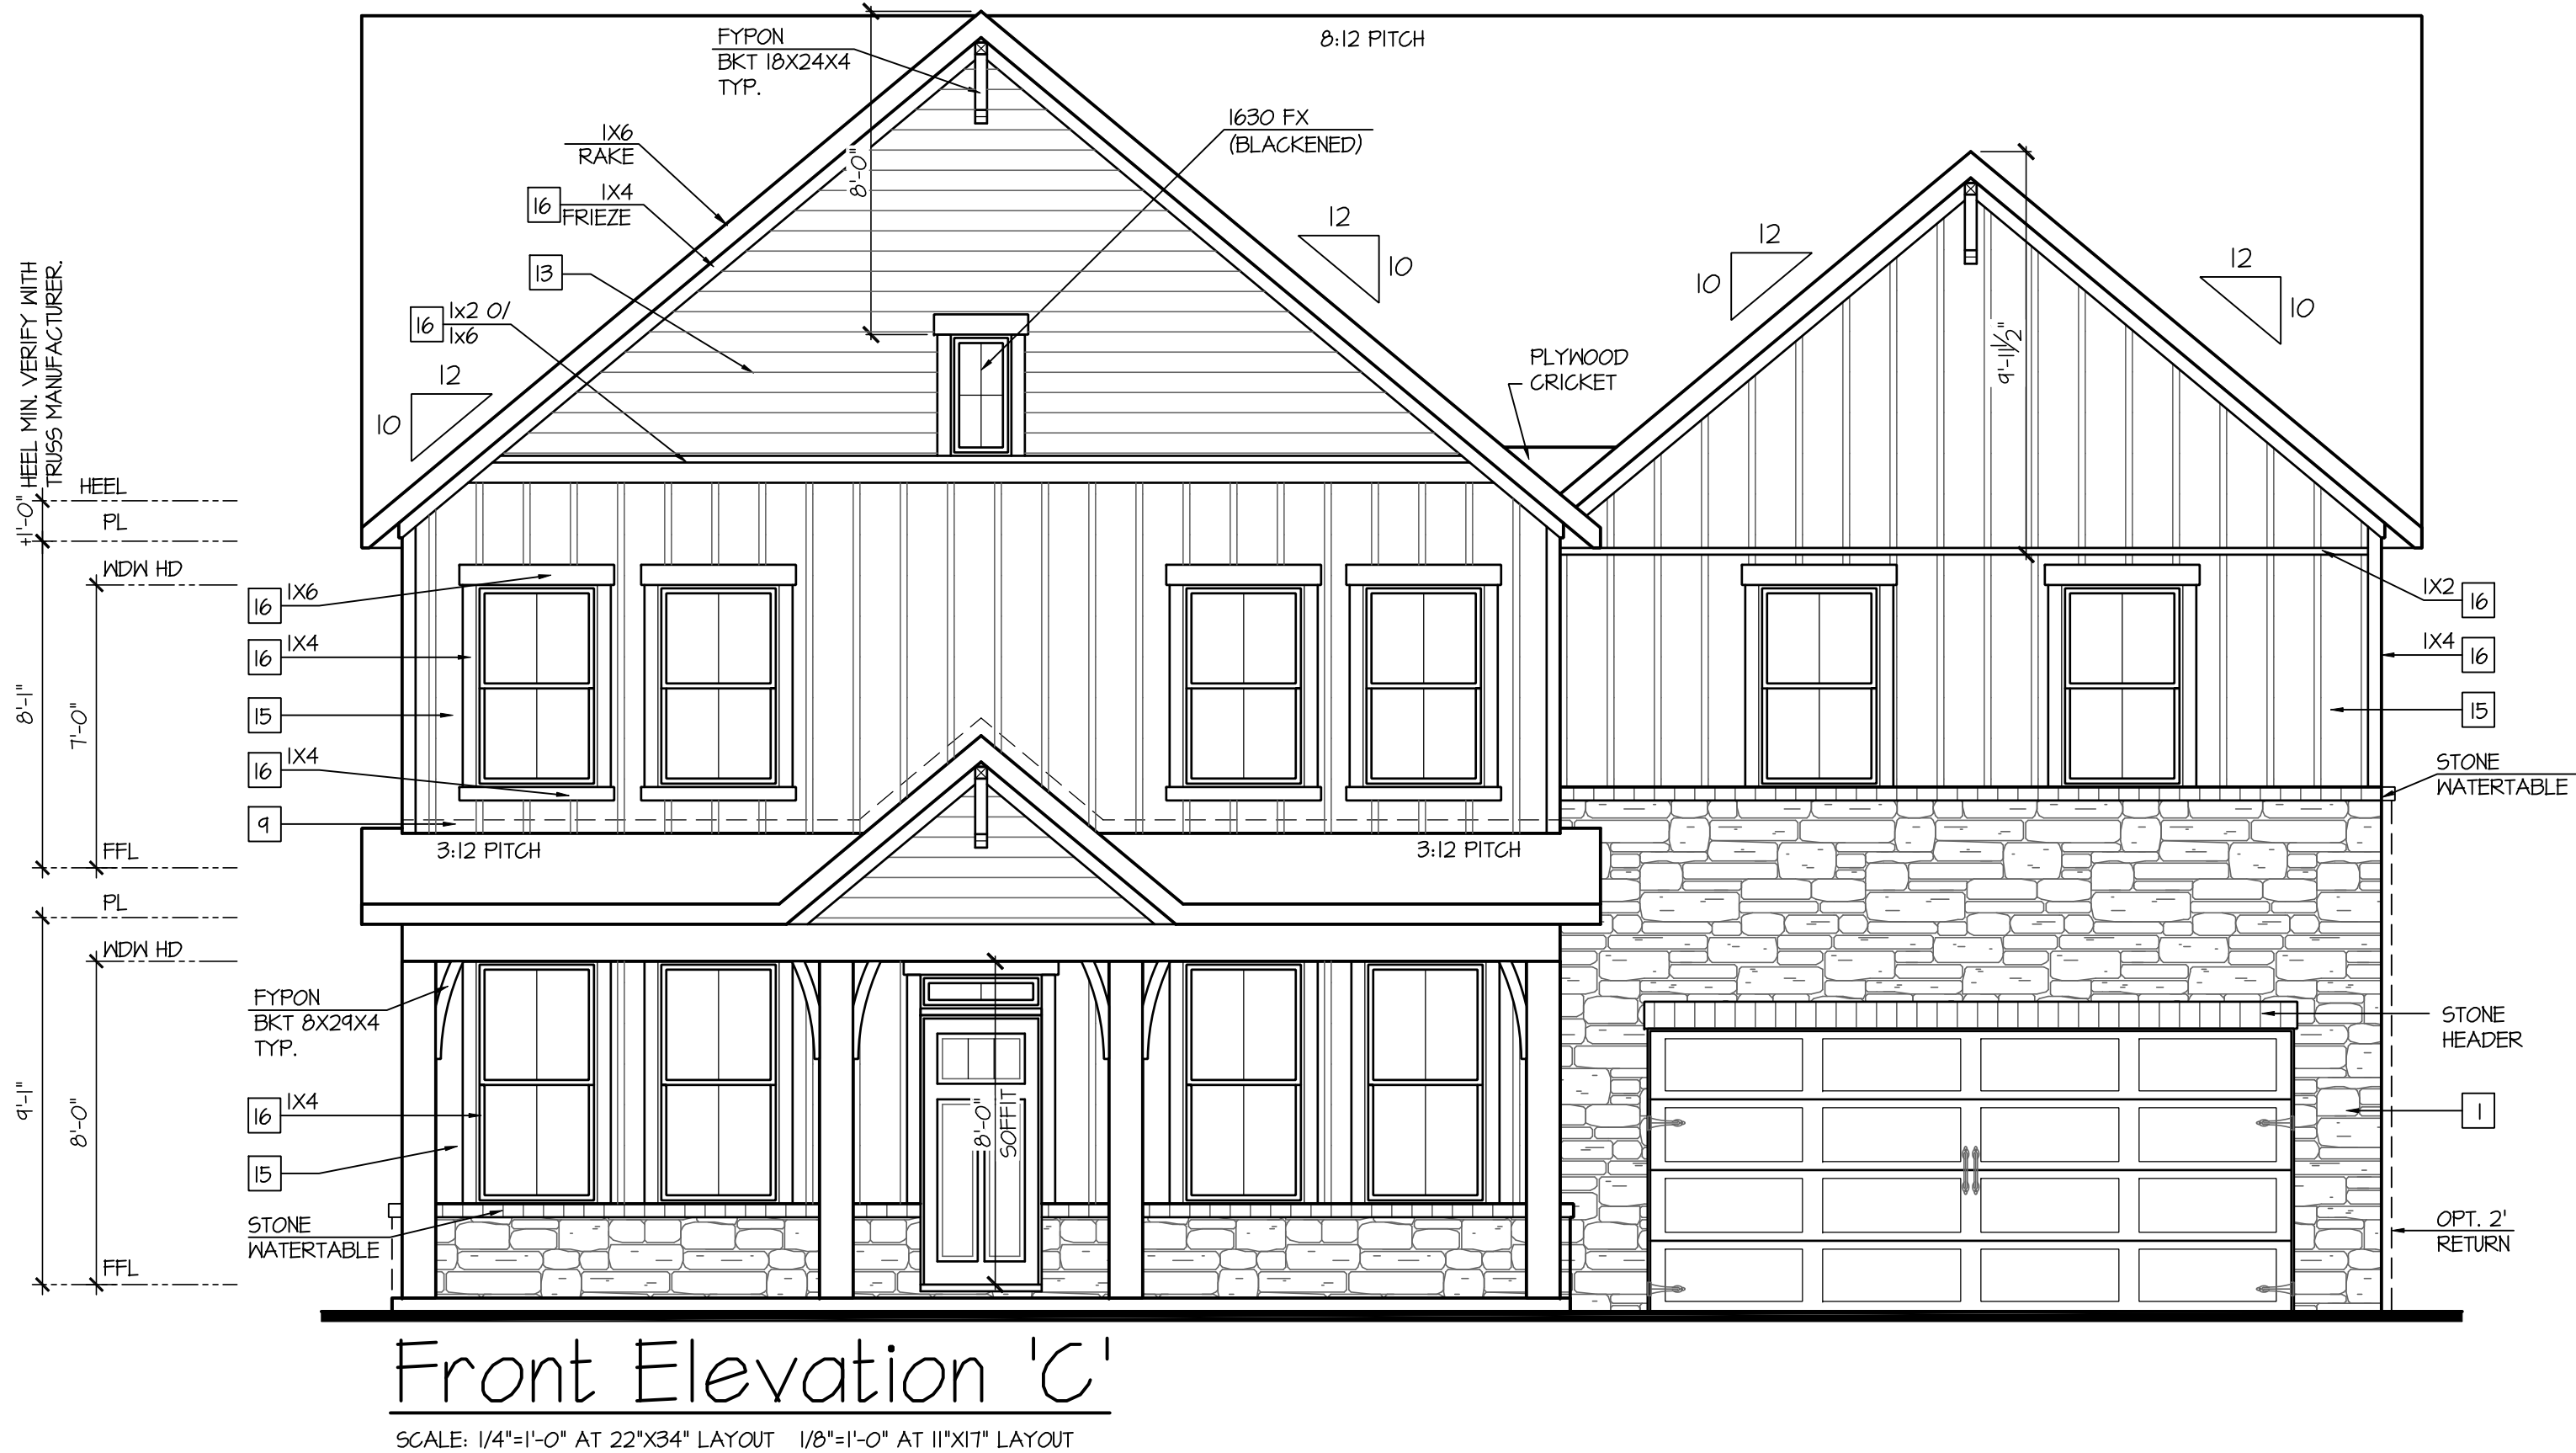 FYPON
BKT 18X24X4
TYP.
8:12 PITCH
1630 FX
(BLACKENED)
1X6
RAKE
8'-0"
16
1X4
FRIEZE
13
12
10
12
10
12
10
16
1x2 O/
1x6
12
10
9'-11 1/2"
PLYWOOD
CRICKET
+1'-0" HEEL MIN. VERIFY WITH
TRUSS MANUFACTURER.
HEEL
PL
WDW HD
16
1X6
1X2
16
16
1X4
1X4
16
8'-1"
7'-0"
15
15
16
1X4
STONE
WATERTABLE
9
FFL
3:12 PITCH
3:12 PITCH
PL
WDW HD
FYPON
BKT 8X29X4
TYP.
STONE
HEADER
9'-1"
8'-0"
16
1X4
8'-0"
SOFFIT
1
15
STONE
WATERTABLE
OPT. 2'
RETURN
FFL
Front Elevation 'C'
SCALE: 1/4"=1'-0" AT 22"X34" LAYOUT 1/8"=1'-0" AT 11"X17" LAYOUT